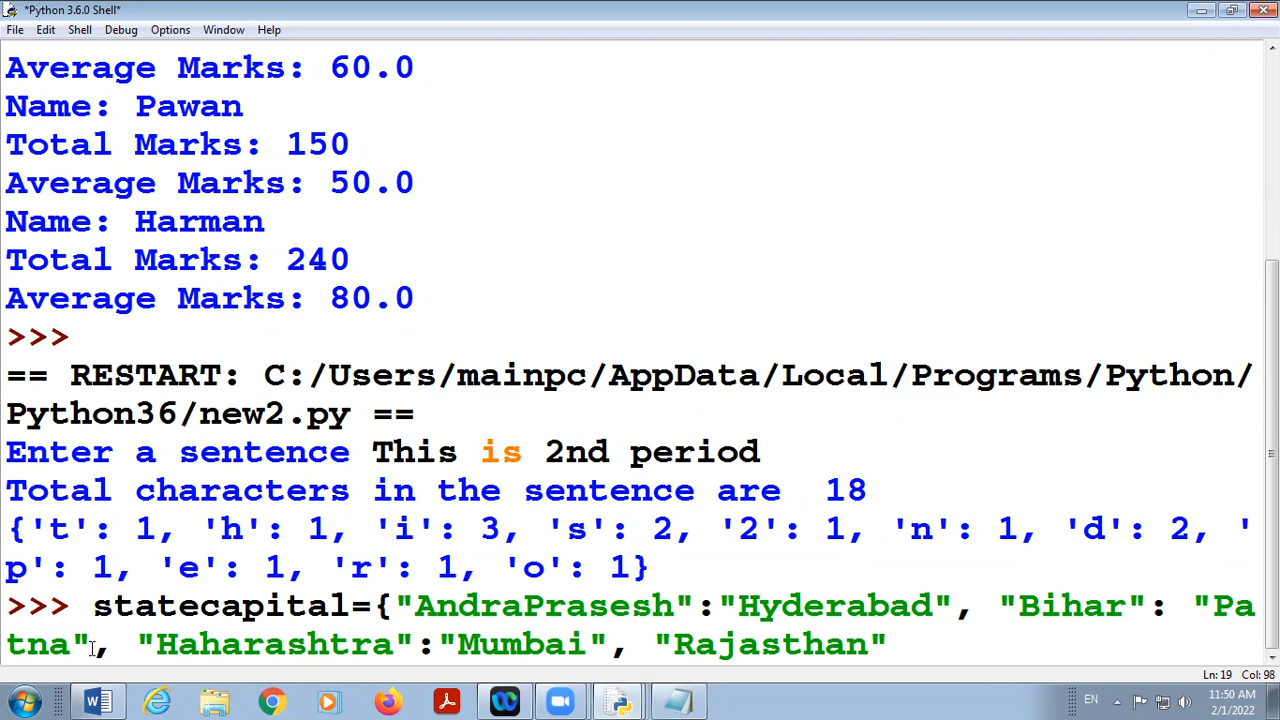 *Python 3.6.0 Shell*
File Edit Shell Debug Options Window Help
Average Marks: 60.0
Name: Pawan
Total Marks: 150
Average Marks: 50.0
Name: Harman
Total Marks: 240
Average Marks: 80.0
>>>
== RESTART: C:/Users/mainpc/AppData/Local/Programs/Python/
Python36/new2.py ==
Enter a sentence This is 2nd period
Total characters in the sentence are  18
{'t': 1, 'h': 1, 'i': 3, 's': 2, '2': 1, 'n': 1, 'd': 2, '
p': 1, 'e': 1, 'r': 1, 'o': 1}
>>> statecapital={"AndraPrasesh":"Hyderabad", "Bihar": "Pa
tna", "Haharashtra":"Mumbai", "Rajasthan"
Ln: 19 Col: 98
EN 11:50 AM
2/1/2022